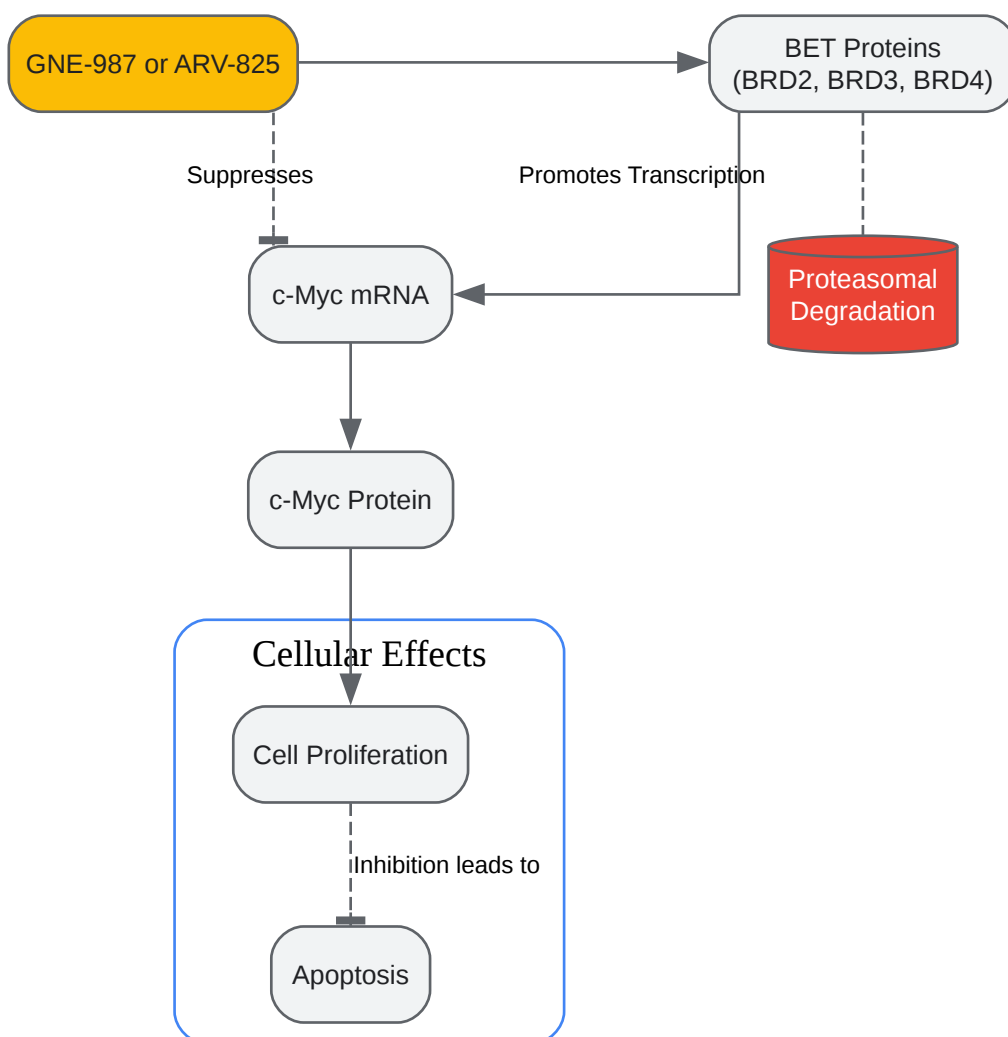 GNE-987 or ARV-825
BET Proteins
(BRD2, BRD3, BRD4)
Suppresses
Promotes Transcription
c-Myc mRNA
Proteasomal
Degradation
c-Myc Protein
Cellular Effects
Cell Proliferation
Inhibition leads to
Apoptosis